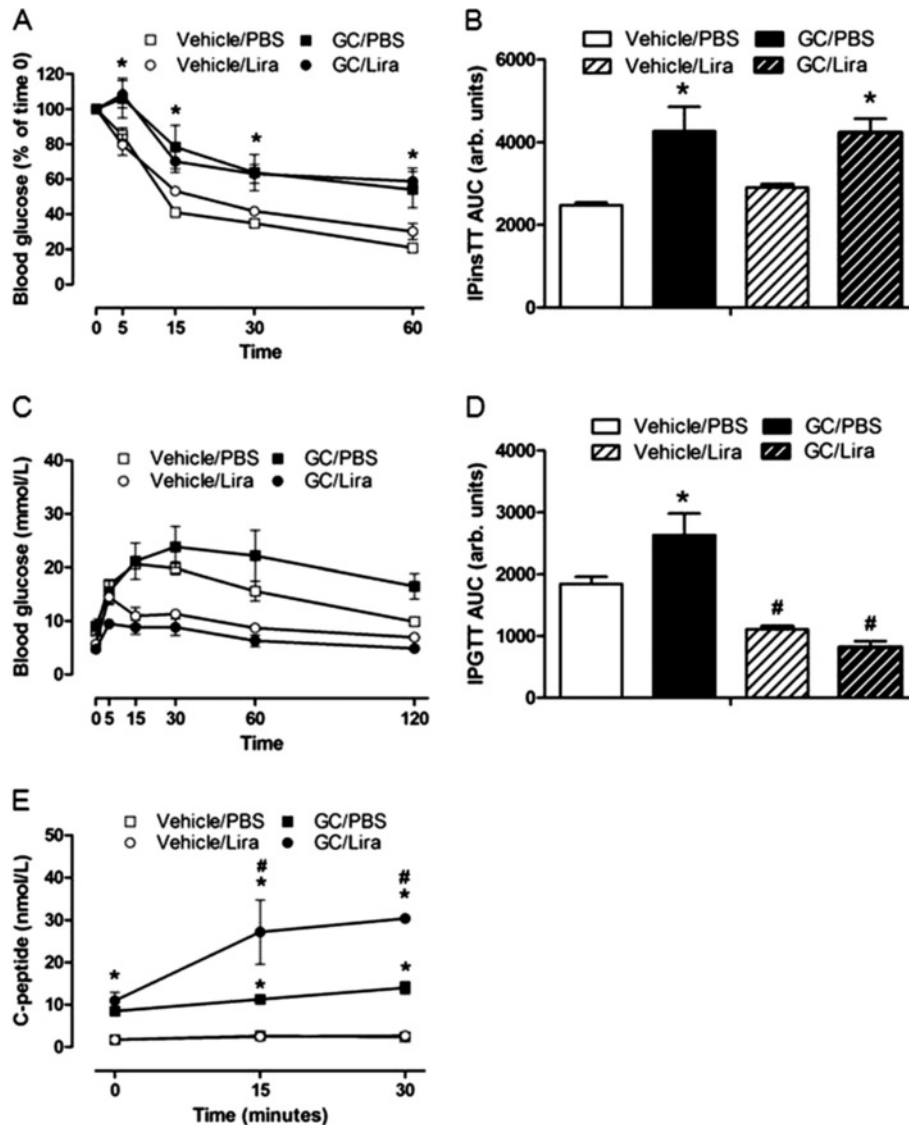 A
Vehicle/PBS GC/PBS
Vehicle/Lira GC/Lira
Blood glucose (% of time 0)
120
100
80
60
40
20
0
* * * *
0 5 15 30 60
Time
B
Vehicle/PBS GC/PBS
Vehicle/Lira GC/Lira
IPinsTT AUC (arb. units)
6000
4000
2000
0
* *
C
Vehicle/PBS GC/PBS
Vehicle/Lira GC/Lira
Blood glucose (mmol/L)
40
30
20
10
0
0 5 15 30 60 120
Time
D
Vehicle/PBS GC/PBS
Vehicle/Lira GC/Lira
IPGTT AUC (arb. units)
4000
3000
2000
1000
0
*
# #
E
Vehicle/PBS GC/PBS
Vehicle/Lira GC/Lira
C-peptide (nmol/L)
50
40
30
20
10
0
# #
* *
* * *
0 15 30
Time (minutes)